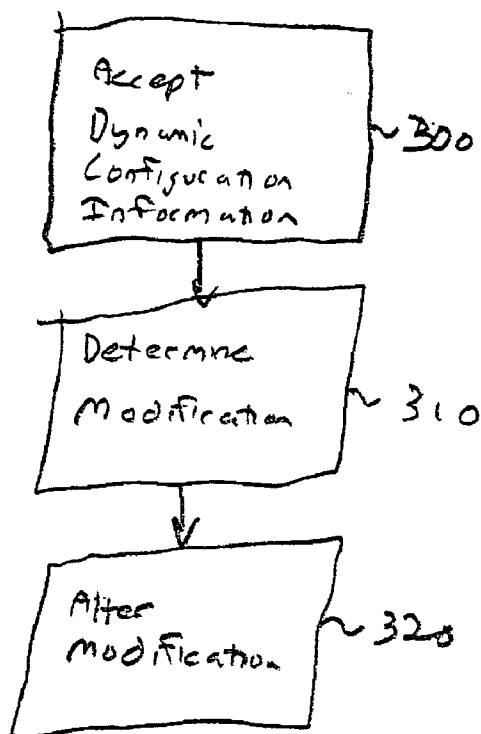 Accept
Dynamic
Configuration
Information
300
Determine
Modification
310
Alter
Modification
320